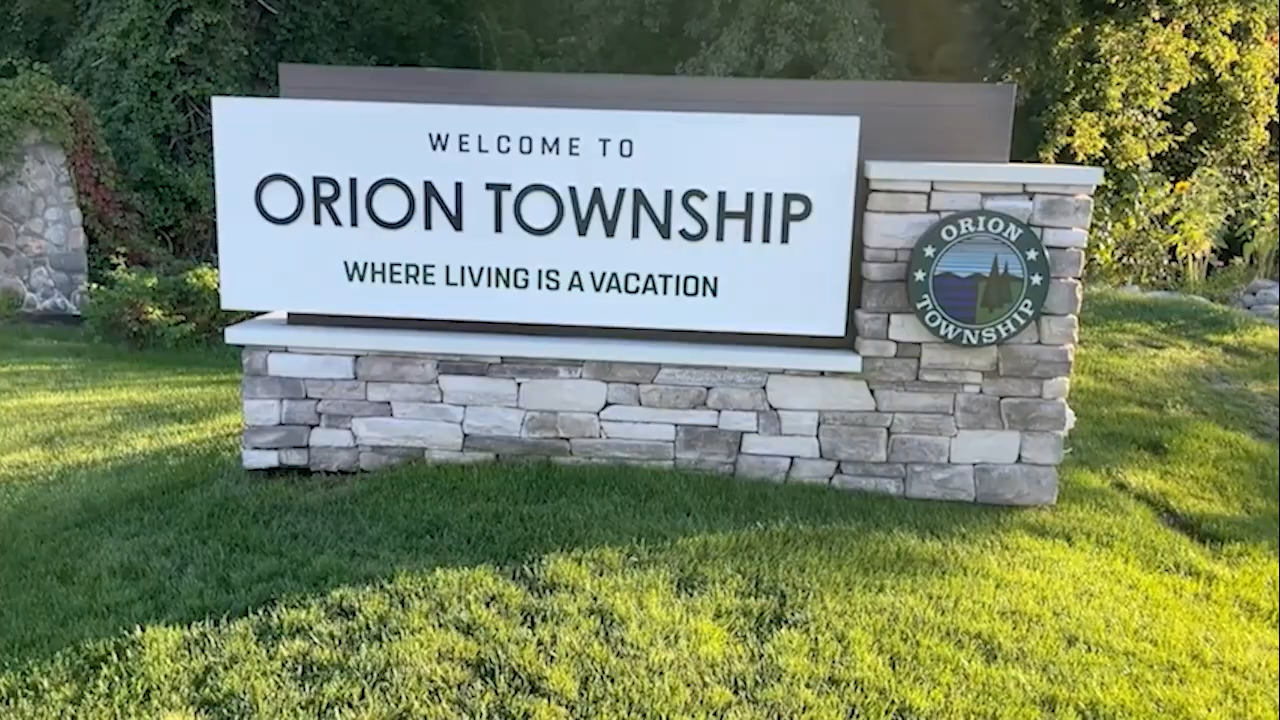 WELCOME TO
ORION TOWNSHIP
WHERE LIVING IS A VACATION
ORION
TOWNSHIP